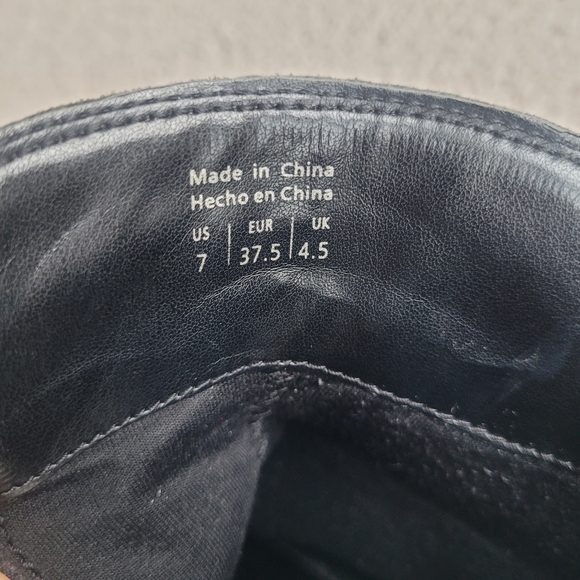 Made in China
Hecho en China
US | EUR | UK
7 | 37.5 | 4.5